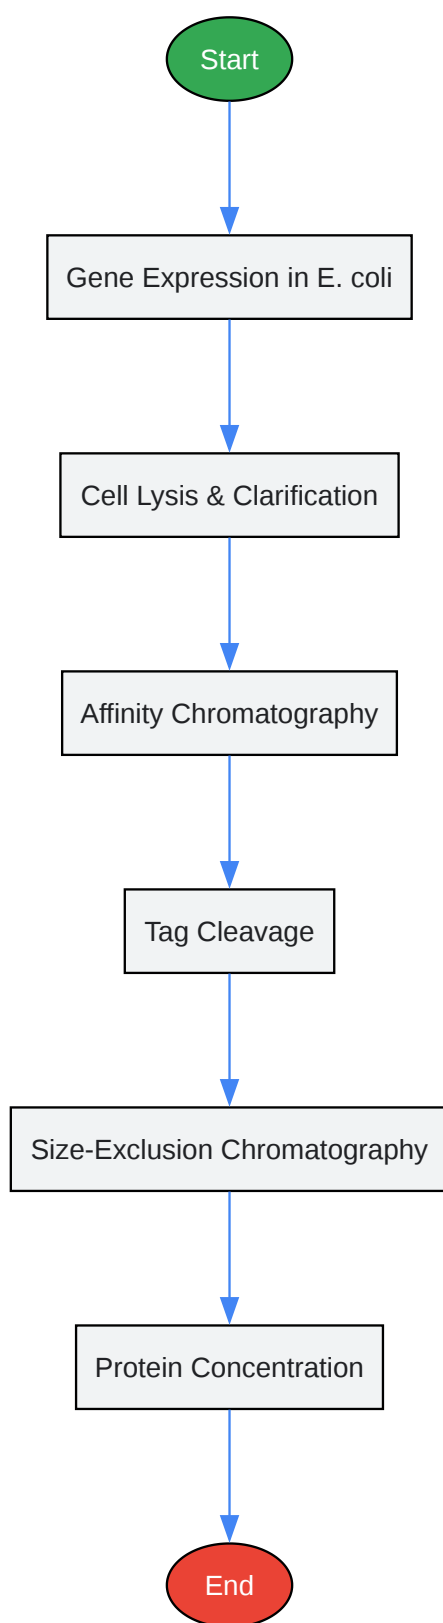 Start
Gene Expression in E. coli
Cell Lysis & Clarification
Affinity Chromatography
Tag Cleavage
Size-Exclusion Chromatography
Protein Concentration
End